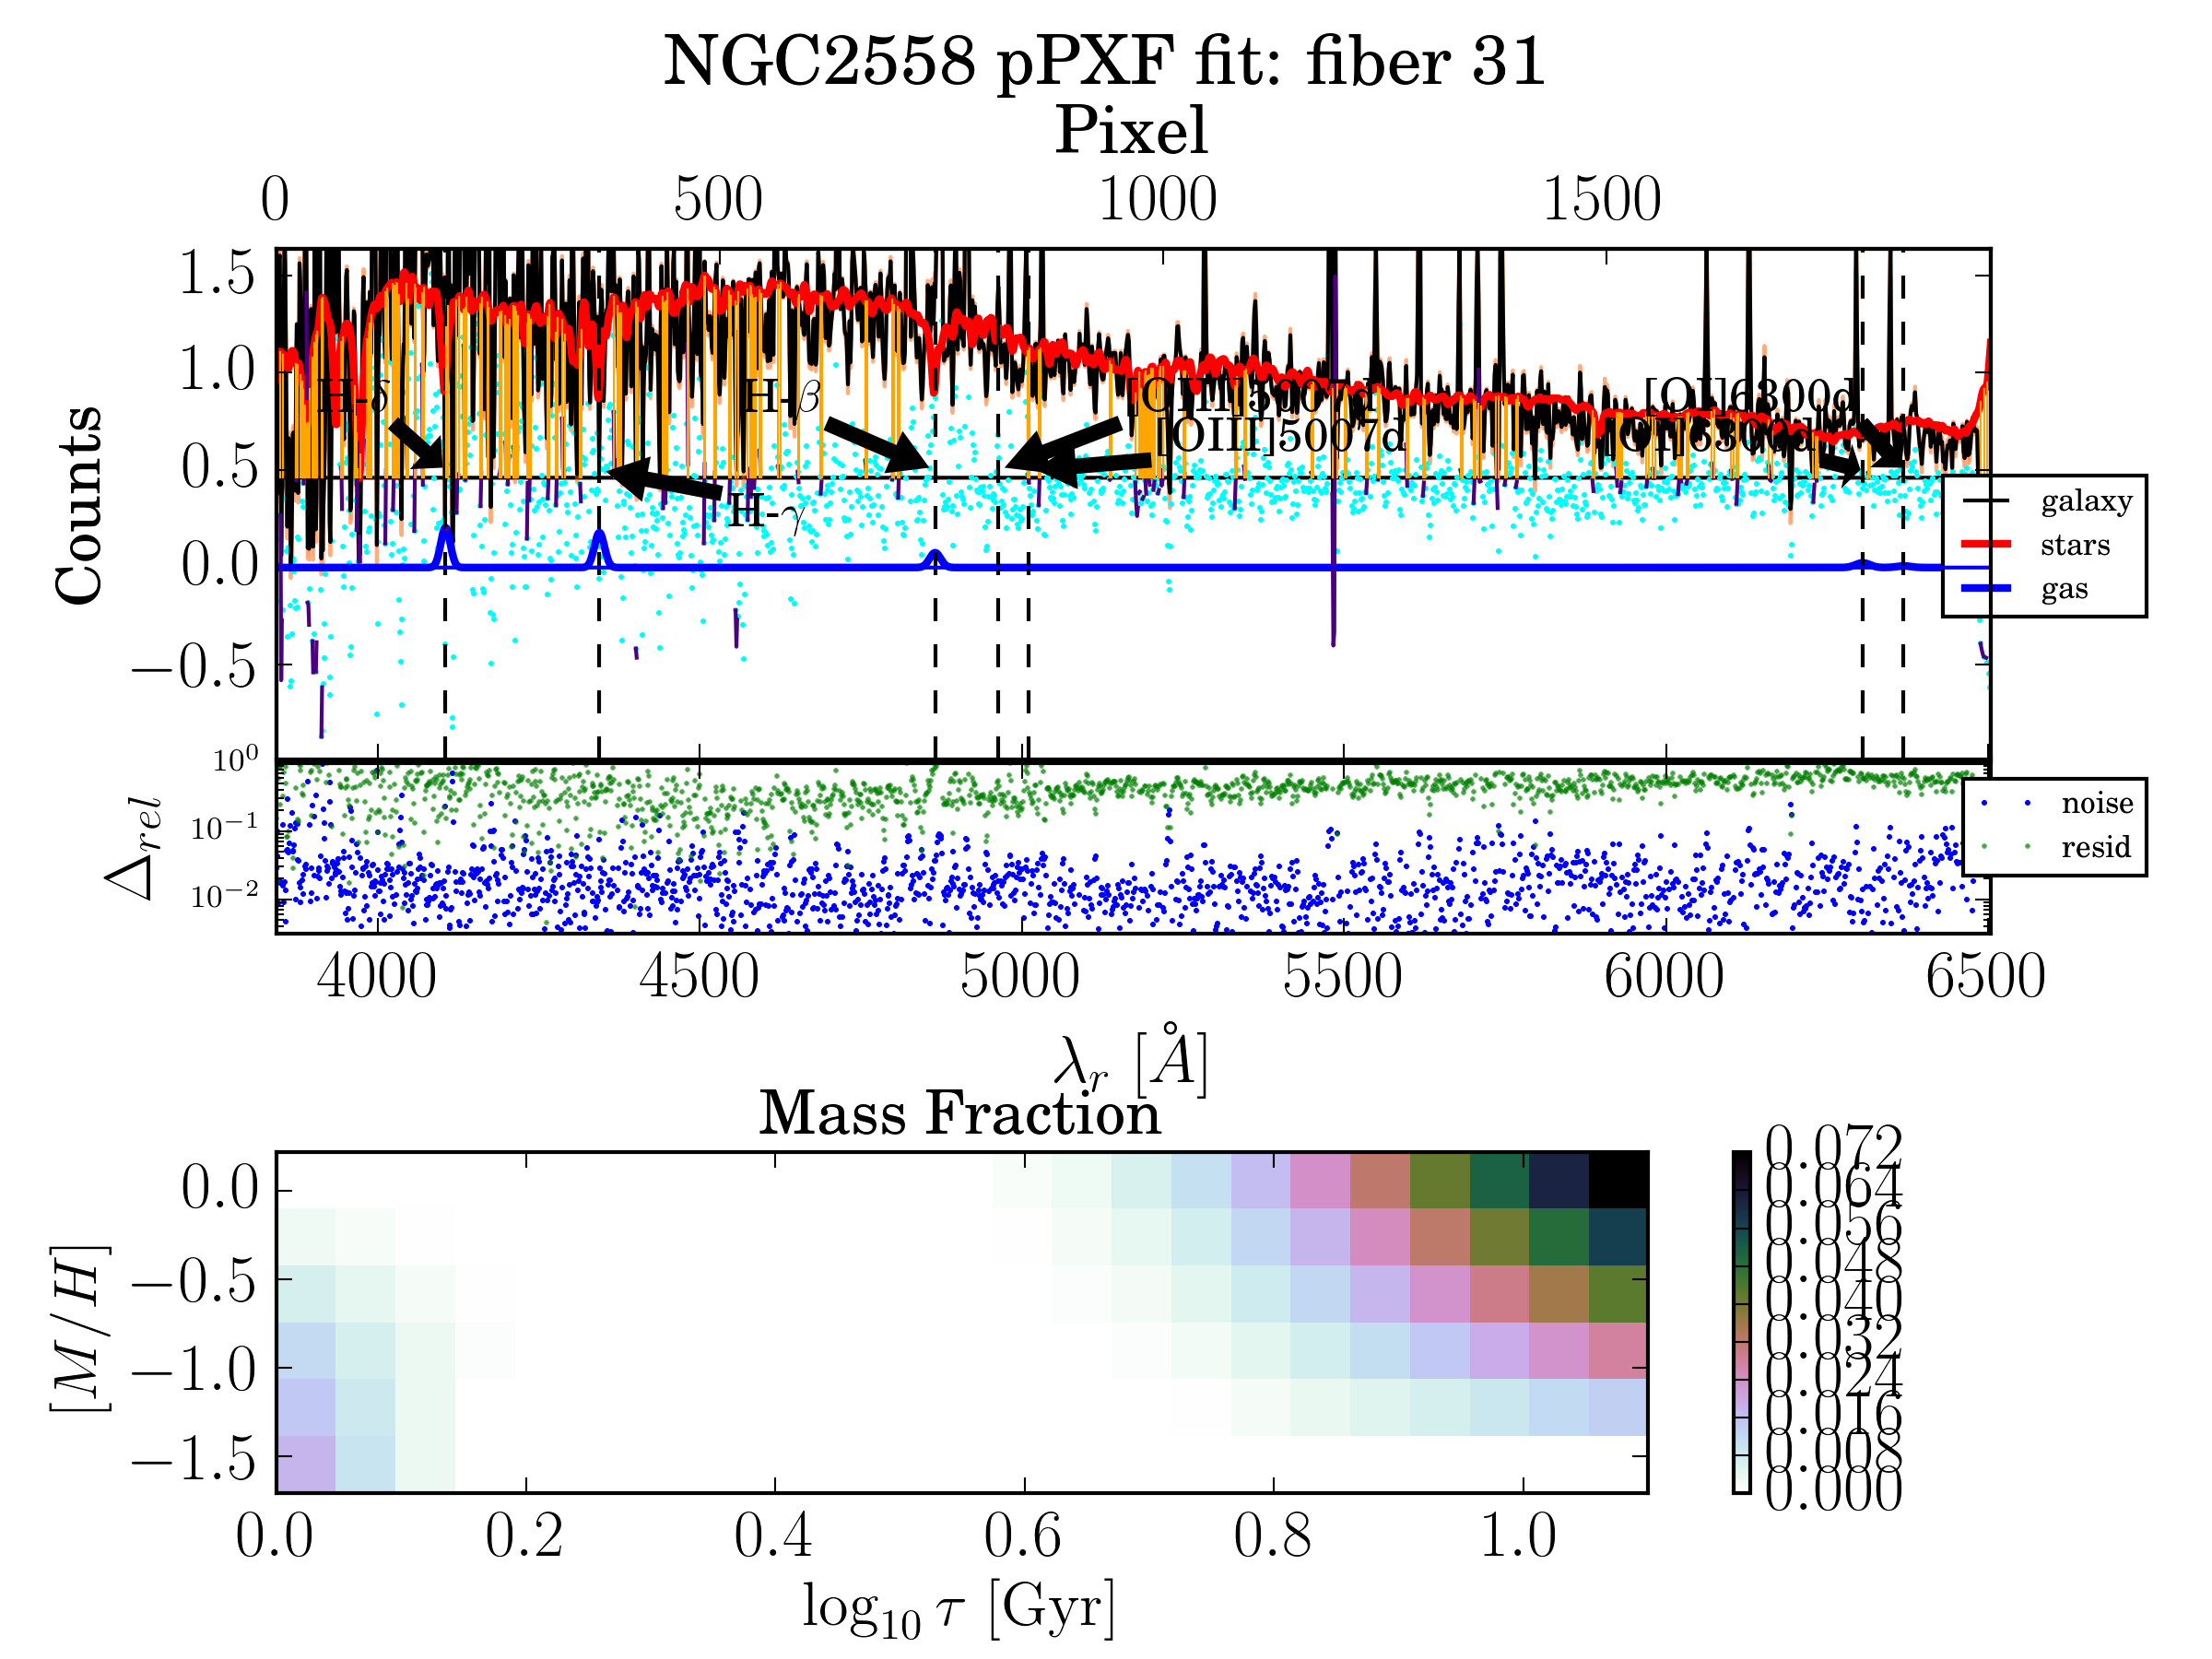 NGC2558 pPXF fit: fiber 31
Pixel
0 500 1000 1500
1.5
1.0
0.5
0.0
−0.5
Counts
H-δ
H-γ
H-β
[OIII]5007d
[OIII]5007d
[OI]6300d
[OI]6300d
galaxy
stars
gas
10^0
10^−1
10^−2
Δ_rel
noise
resid
4000 4500 5000 5500 6000 6500
λ_r [Å]
Mass Fraction
0.0
−0.5
−1.0
−1.5
[M/H]
0.0 0.2 0.4 0.6 0.8 1.0
log_10 τ [Gyr]
0.072
0.064
0.056
0.048
0.040
0.032
0.024
0.016
0.008
0.000